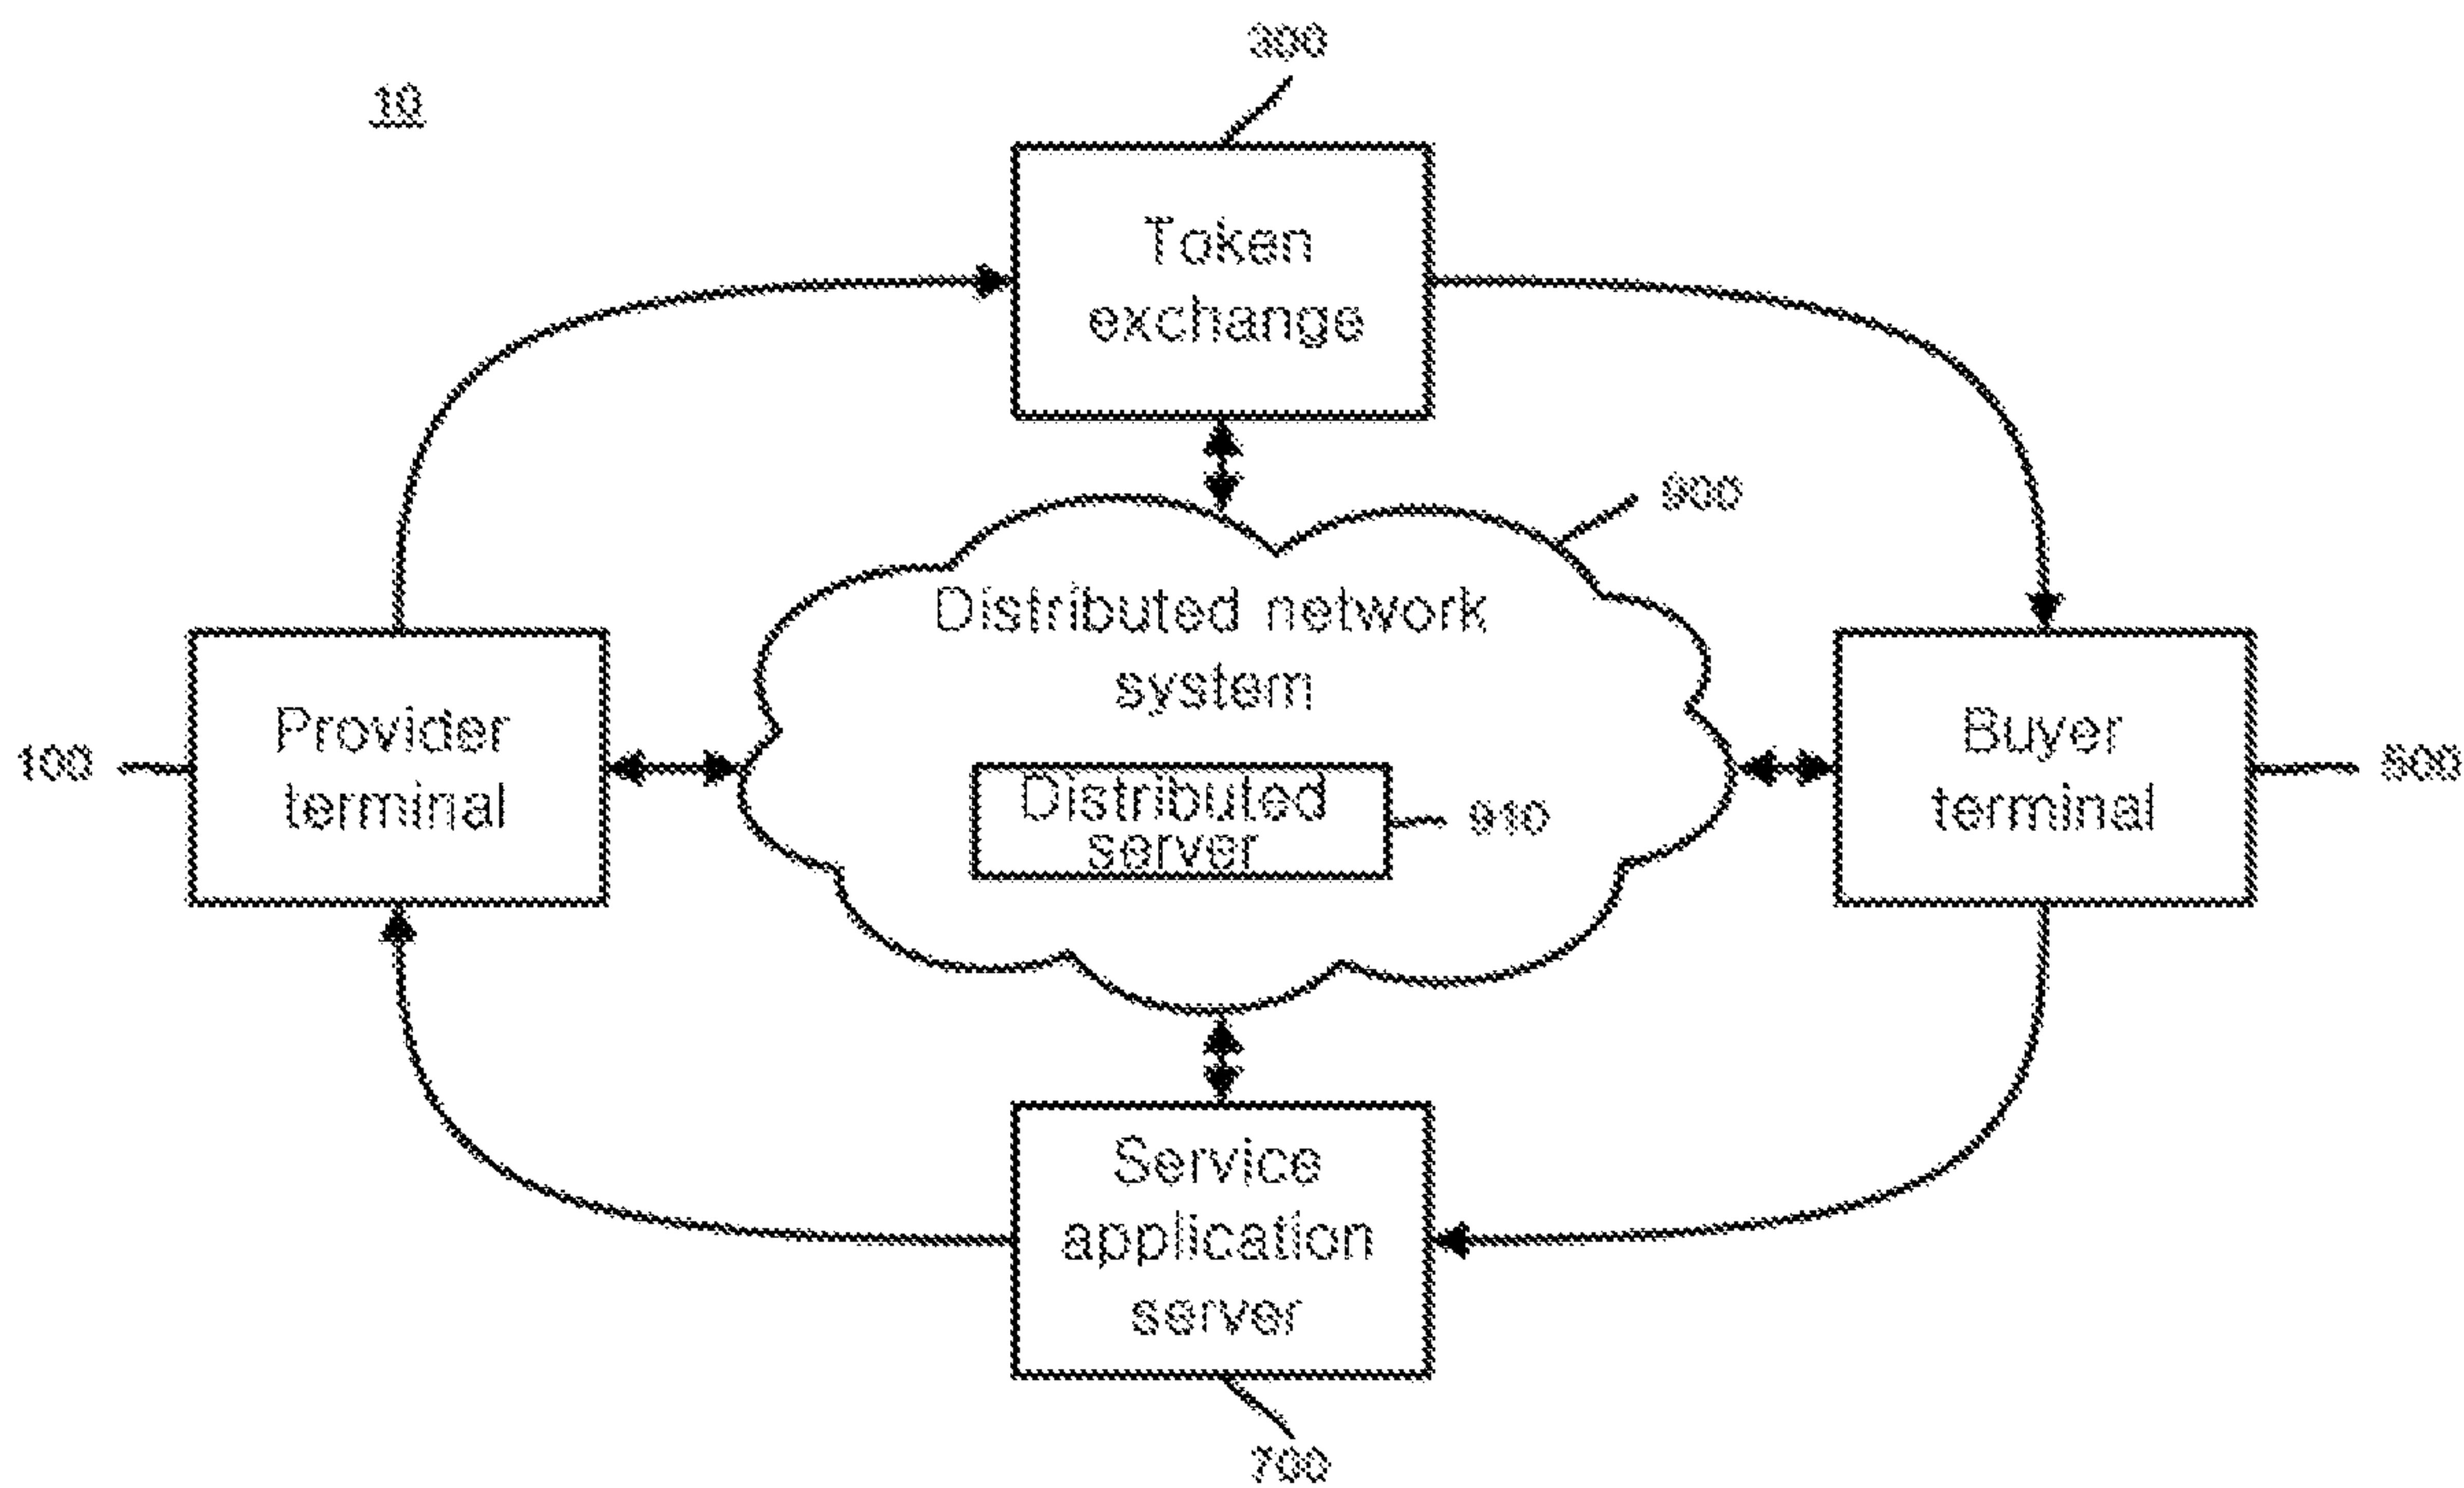 300
10
Token
exchange
900
Distributed network
system
Provider
terminal
100
Buyer
terminal
500
Distributed
server
910
Service
application
server
700